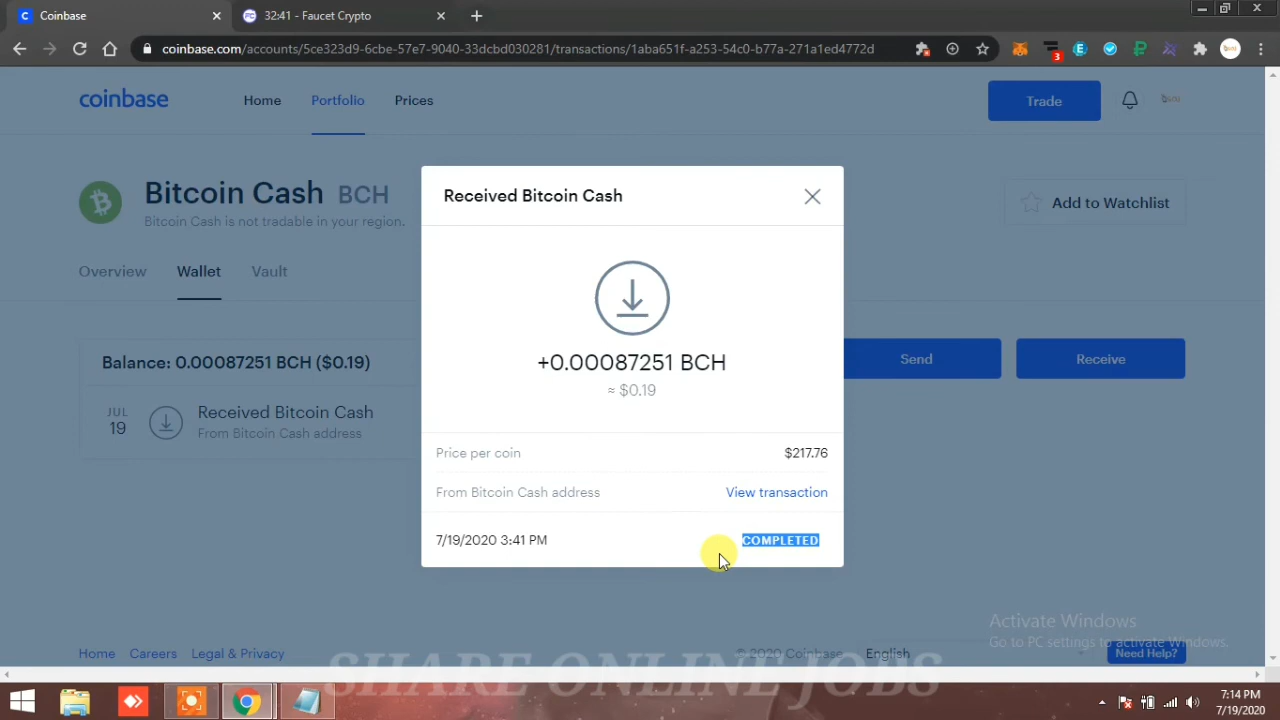 Coinbase
32:41 - Faucet Crypto
coinbase.com/accounts/5ce323d9-6cbe-57e7-9040-33dcbd030281/transactions/1aba651f-a253-54c0-b77a-271a1ed4772d
3
coinbase
Home
Portfolio
Prices
Trade
Bitcoin Cash BCH
Bitcoin Cash is not tradable in your region.
Add to Watchlist
Overview
Wallet
Vault
Balance: 0.00087251 BCH ($0.19)
JUL
19
Received Bitcoin Cash
From Bitcoin Cash address
Send
Receive
Received Bitcoin Cash
+0.00087251 BCH
≈ $0.19
Price per coin
$217.76
From Bitcoin Cash address
View transaction
7/19/2020 3:41 PM
COMPLETED
Activate Windows
Go to PC settings to activate Windows.
Home
Careers
Legal & Privacy
© 2020 Coinbase
English
Need Help?
SHARE ONLINE JOBS
7:14 PM
7/19/2020